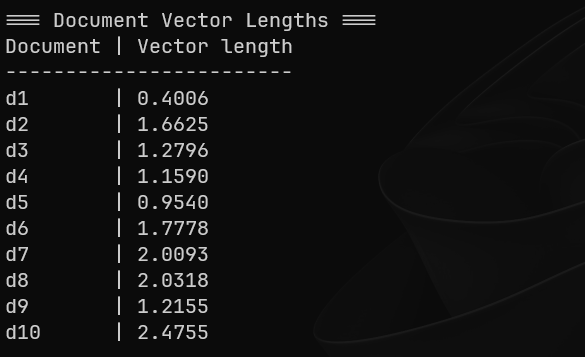 === Document Vector Lengths ===
Document | Vector length
------------------------
d1       | 0.4006
d2       | 1.6625
d3       | 1.2796
d4       | 1.1590
d5       | 0.9540
d6       | 1.7778
d7       | 2.0093
d8       | 2.0318
d9       | 1.2155
d10      | 2.4755